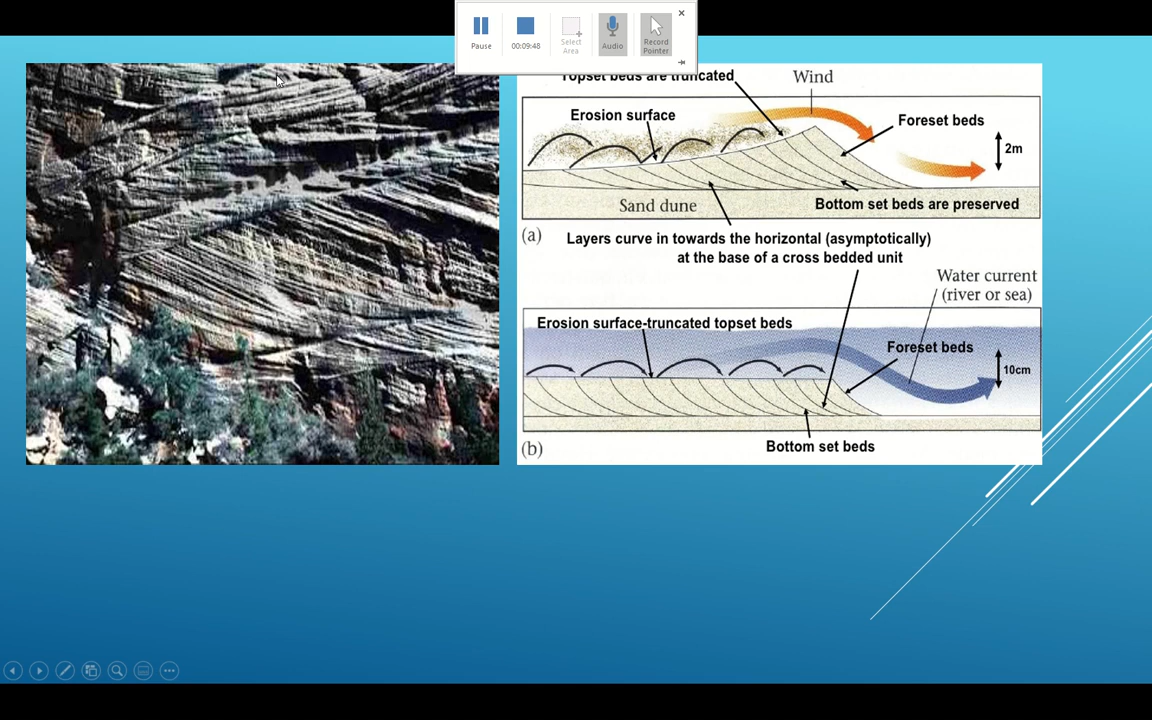 Pause
00:09:48
Select
Area
Audio
Record
Pointer
Topset beds are truncated
Wind
Erosion surface
Foreset beds
2m
Sand dune
Bottom set beds are preserved
(a)
Layers curve in towards the horizontal (asymptotically)
at the base of a cross bedded unit
Water current
(river or sea)
Erosion surface-truncated topset beds
Foreset beds
10cm
(b)
Bottom set beds